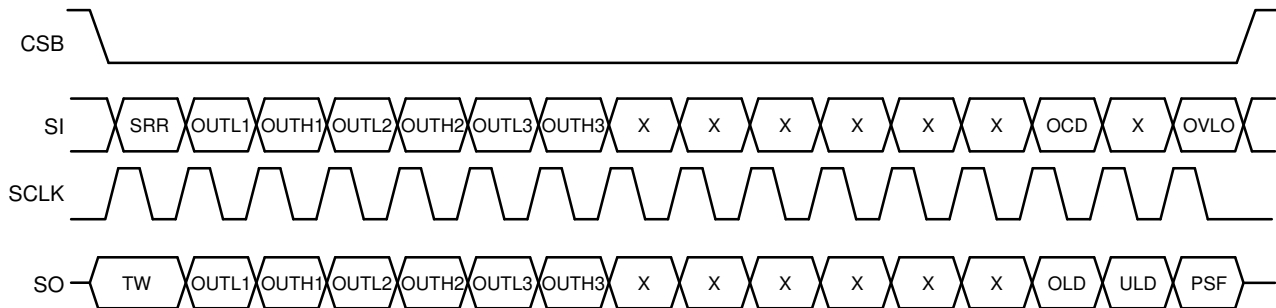 CSB
SI SRR OUTL1 OUTH1 OUTL2 OUTH2 OUTL3 OUTH3 X X X X X X OCD X OVLO
SCLK
SO TW OUTL1 OUTH1 OUTL2 OUTH2 OUTL3 OUTH3 X X X X X X OLD ULD PSF